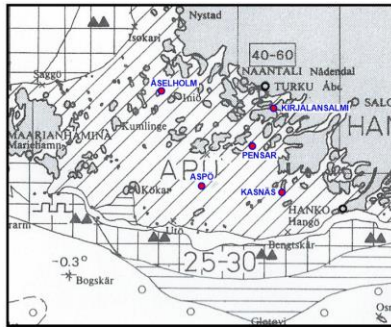 Nystad
Isokari
40-60
NAANTALI Nådendal
TURKU Åbo
Saggö
ÅSELHOLM
Iniö
KIRJALANSALMI
SALO
MAARIANHAMINA
Mariehamn
Kumlinge
HAN
PENSAR
APU
Kökar
ASPÖ
KASNÄS
HANKO
Hangö
Utö
Bengtskär
25-30
-0.3°
Bogskär